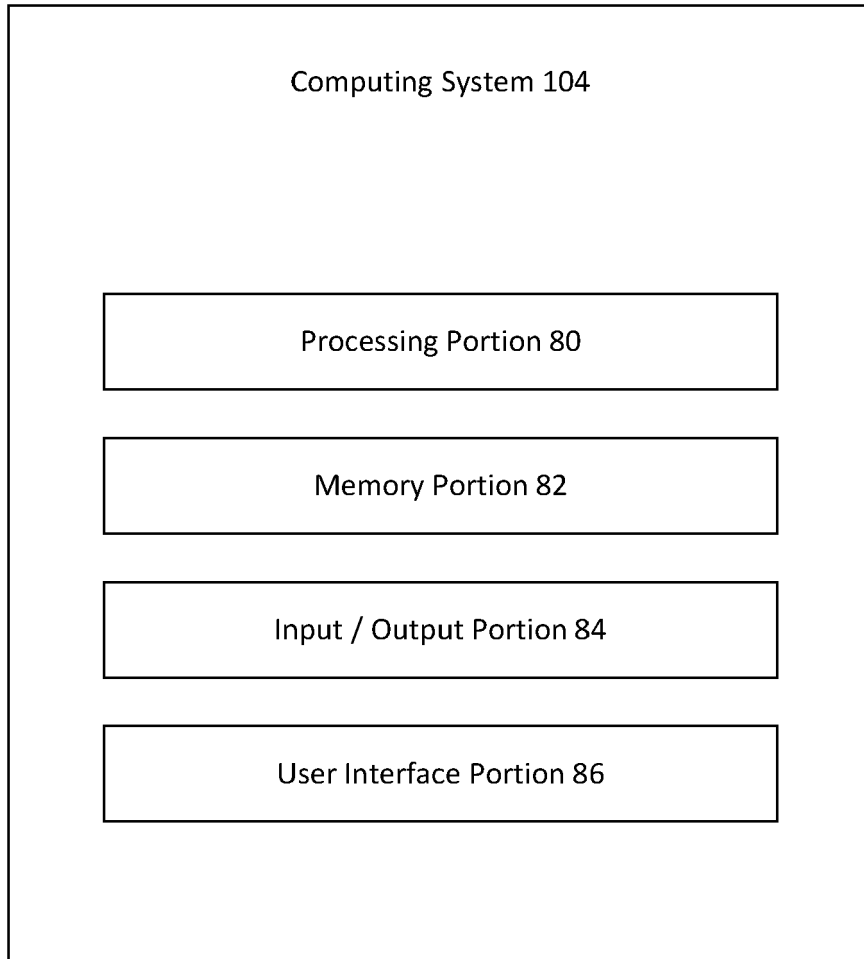 Computing System 104
Processing Portion 80
Memory Portion 82
Input / Output Portion 84
User Interface Portion 86